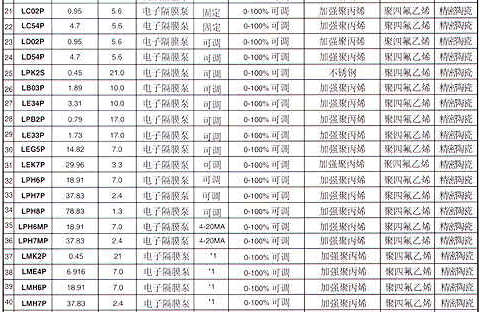 21 LC02P 0.95 5.6 电子隔膜泵 固定 0-100% 可调 加强聚丙烯 聚四氟乙烯 精密陶瓷
22 LC54P 4.7 5.6 电子隔膜泵 固定 0-100% 可调 加强聚丙烯 聚四氟乙烯 精密陶瓷
23 LD02P 0.95 5.6 电子隔膜泵 可调 0-100% 可调 加强聚丙烯 聚四氟乙烯 精密陶瓷
24 LD54P 4.7 5.6 电子隔膜泵 可调 0-100% 可调 加强聚丙烯 聚四氟乙烯 精密陶瓷
25 LPK2S 0.45 21.0 电子隔膜泵 可调 0-100% 可调 不锈钢 聚四氟乙烯 精密陶瓷
26 LB03P 1.89 10.0 电子隔膜泵 可调 0-100% 可调 加强聚丙烯 聚四氟乙烯 精密陶瓷
27 LE34P 3.31 10.0 电子隔膜泵 可调 0-100% 可调 加强聚丙烯 聚四氟乙烯 精密陶瓷
28 LPB2P 0.79 17.0 电子隔膜泵 可调 0-100% 可调 加强聚丙烯 聚四氟乙烯 精密陶瓷
29 LE33P 1.73 17.0 电子隔膜泵 可调 0-100% 可调 加强聚丙烯 聚四氟乙烯 精密陶瓷
30 LEG5P 14.82 7.0 电子隔膜泵 可调 0-100% 可调 加强聚丙烯 聚四氟乙烯 精密陶瓷
31 LEK7P 29.96 3.3 电子隔膜泵 可调 0-100% 可调 加强聚丙烯 聚四氟乙烯 精密陶瓷
32 LPH6P 18.91 7.0 电子隔膜泵 可调 0-100% 可调 加强聚丙烯 聚四氟乙烯 精密陶瓷
33 LPH7P 37.83 2.4 电子隔膜泵 可调 0-100% 可调 加强聚丙烯 聚四氟乙烯 精密陶瓷
34 LPH8P 78.83 1.3 电子隔膜泵 可调 0-100% 可调 加强聚丙烯 聚四氟乙烯 精密陶瓷
35 LPH6MP 18.91 7.0 电子隔膜泵 4-20MA 0-100% 可调 加强聚丙烯 聚四氟乙烯 精密陶瓷
36 LPH7MP 37.83 2.4 电子隔膜泵 4-20MA 0-100% 可调 加强聚丙烯 聚四氟乙烯 精密陶瓷
37 LMK2P 0.45 21 电子隔膜泵 *1 0-100% 可调 加强聚丙烯 聚四氟乙烯 精密陶瓷
38 LME4P 6.916 7.0 电子隔膜泵 *1 0-100% 可调 加强聚丙烯 聚四氟乙烯 精密陶瓷
39 LMH6P 18.91 7.0 电子隔膜泵 *1 0-100% 可调 加强聚丙烯 聚四氟乙烯 精密陶瓷
40 LMH7P 37.83 2.4 电子隔膜泵 *1 0-100% 可调 加强聚丙烯 聚四氟乙烯 精密陶瓷